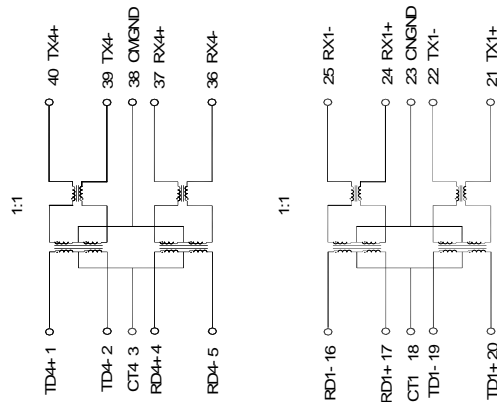 40 TX4+
39 TX4-
38 CMGND
37 RX4+
36 RX4-
25 RX1-
24 RX1+
23 CNGND
22 TX1-
21 TX1+
1:1
1:1
TD4+ 1
TD4- 2
CT4 3
RD4+ 4
RD4- 5
RD1- 16
RD1+ 17
CT1 18
TD1- 19
TD1+ 20